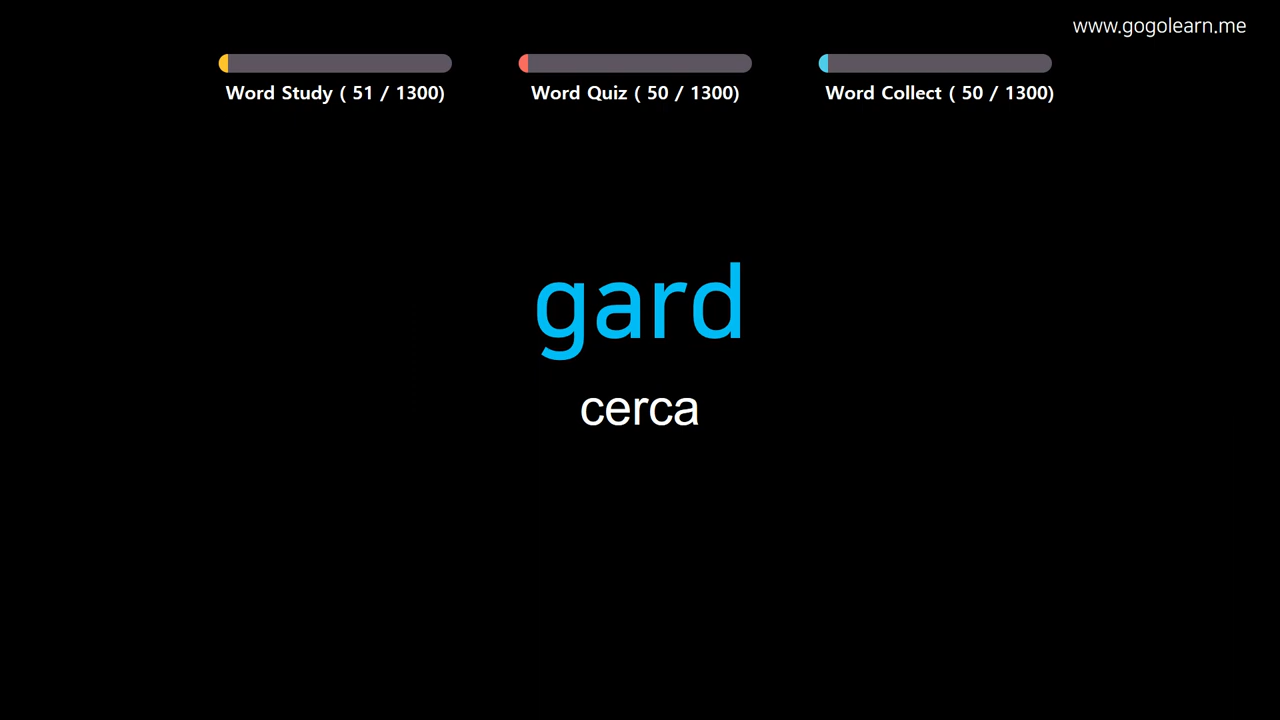 www.gogolearn.me
Word Study ( 51 / 1300)
Word Quiz ( 50 / 1300)
Word Collect ( 50 / 1300)
gard
cerca